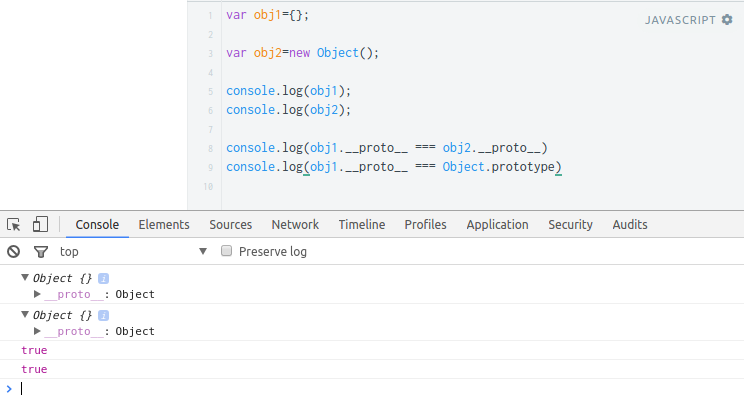 1 var obj1={};
JAVASCRIPT
2
3 var obj2=new Object();
4
5 console.log(obj1);
6 console.log(obj2);
7
8 console.log(obj1.__proto__ === obj2.__proto__)
9 console.log(obj1.__proto__ === Object.prototype)
10
Console Elements Sources Network Timeline Profiles Application Security Audits
top Preserve log
Object {} i
__proto__: Object
Object {} i
__proto__: Object
true
true
>